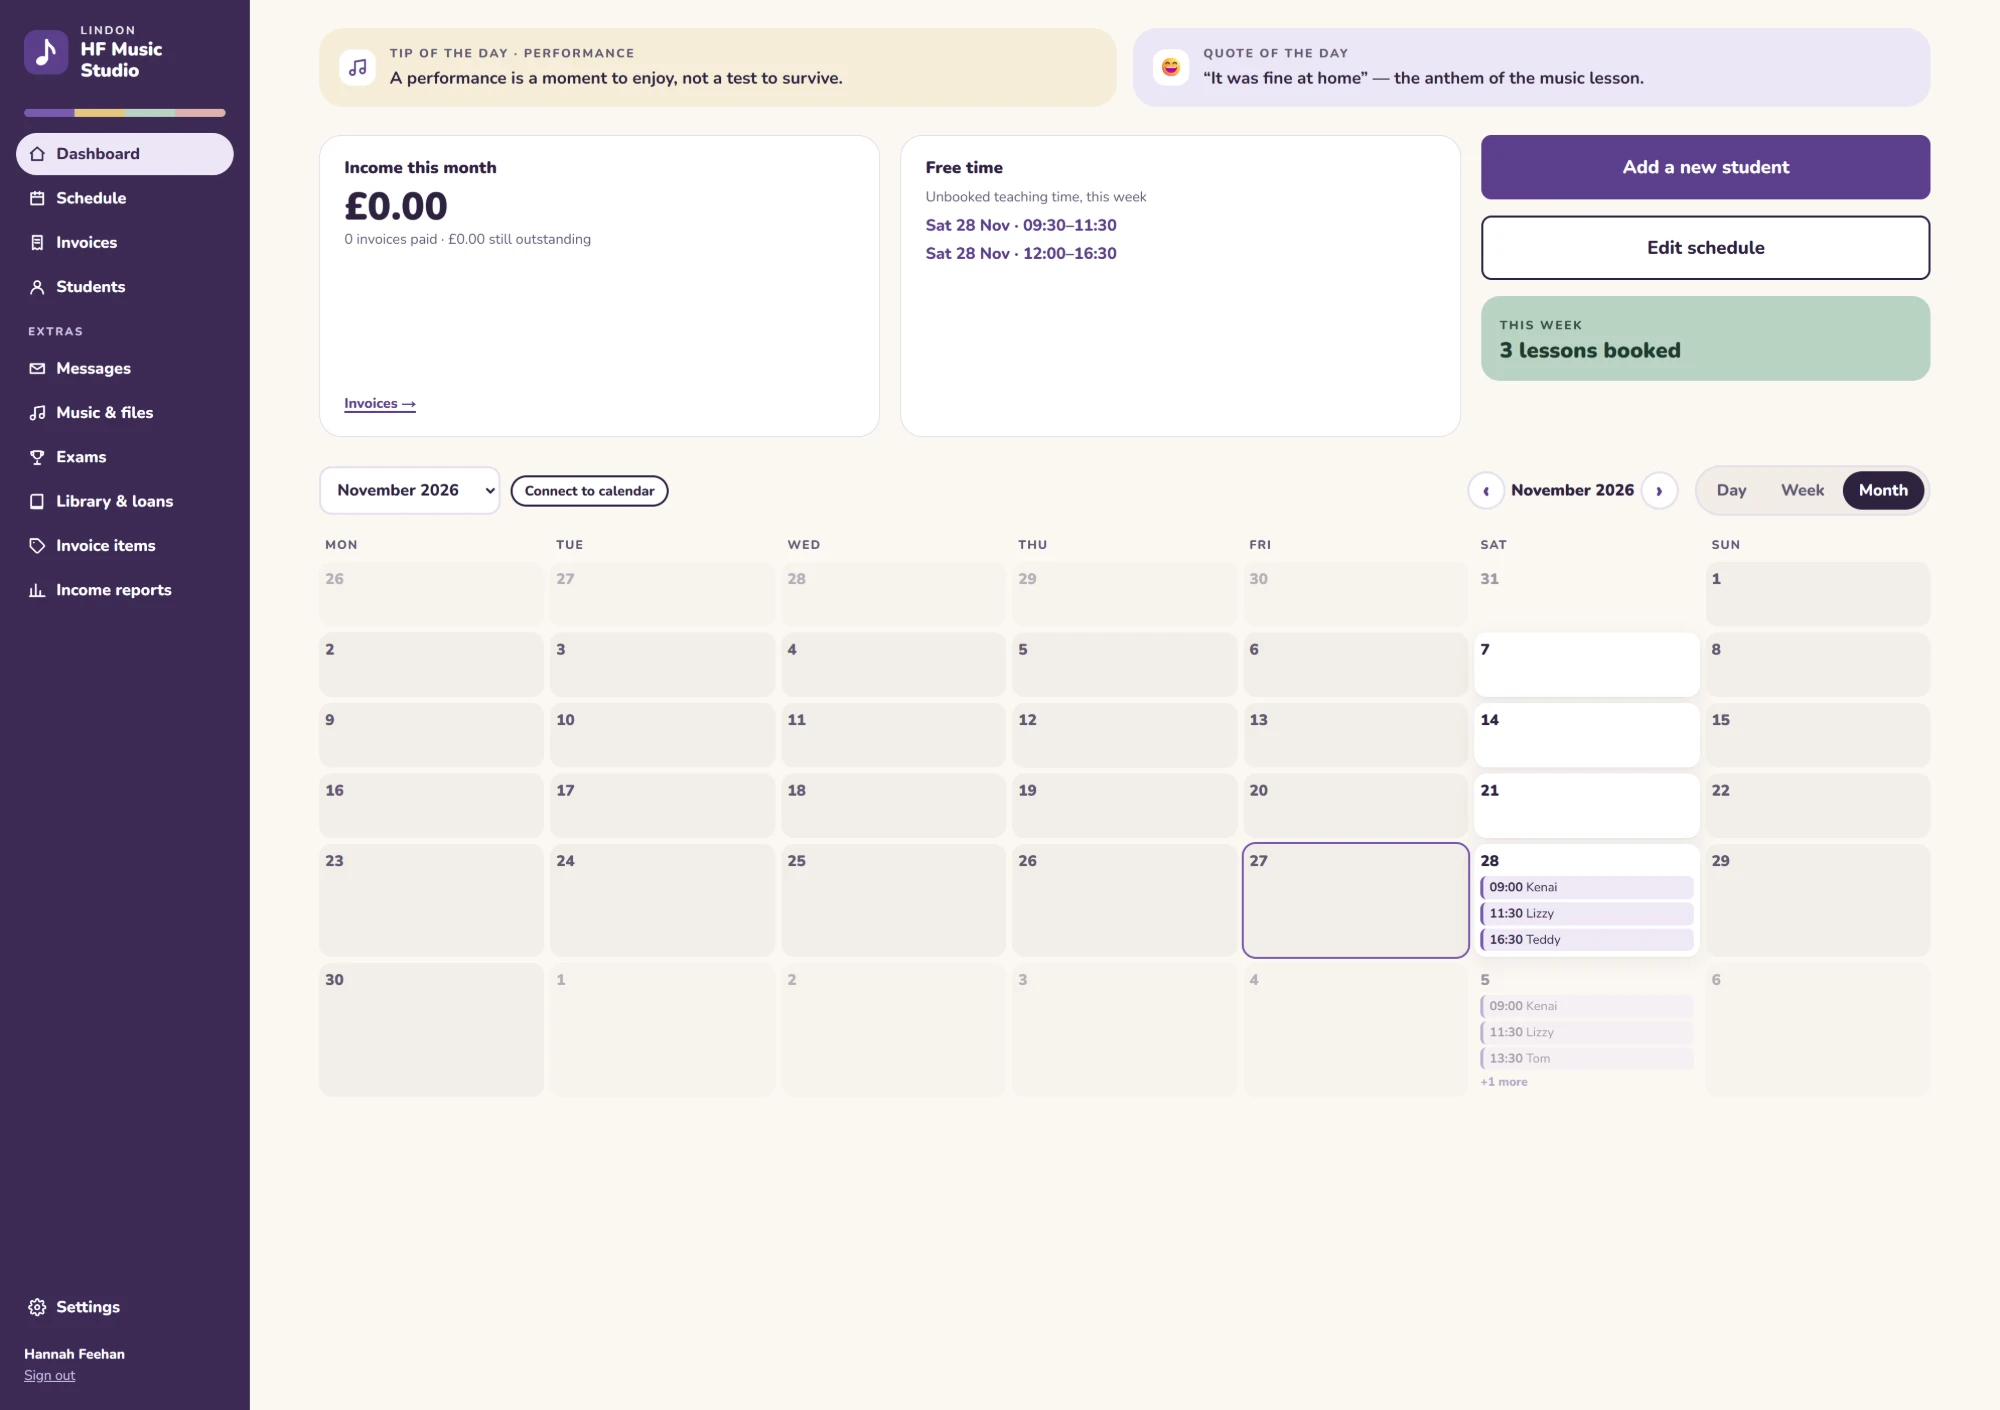 LINDON
HF Music
Studio
Dashboard
Schedule
Invoices
Students
EXTRAS
Messages
Music & files
Exams
Library & loans
Invoice items
Income reports
Settings
Hannah Feehan
Sign out
TIP OF THE DAY · PERFORMANCE
A performance is a moment to enjoy, not a test to survive.
QUOTE OF THE DAY
“It was fine at home” — the anthem of the music lesson.
Income this month
£0.00
0 invoices paid · £0.00 still outstanding
Invoices →
Free time
Unbooked teaching time, this week
Sat 28 Nov · 09:30–11:30
Sat 28 Nov · 12:00–16:30
Add a new student
Edit schedule
THIS WEEK
3 lessons booked
November 2026
Connect to calendar
‹ November 2026 ›
Day Week Month
MON TUE WED THU FRI SAT SUN
26 27 28 29 30 31 1
2 3 4 5 6 7 8
9 10 11 12 13 14 15
16 17 18 19 20 21 22
23 24 25 26 27 28 29
09:00 Kenai
11:30 Lizzy
16:30 Teddy
30 1 2 3 4 5 6
09:00 Kenai
11:30 Lizzy
13:30 Tom
+1 more